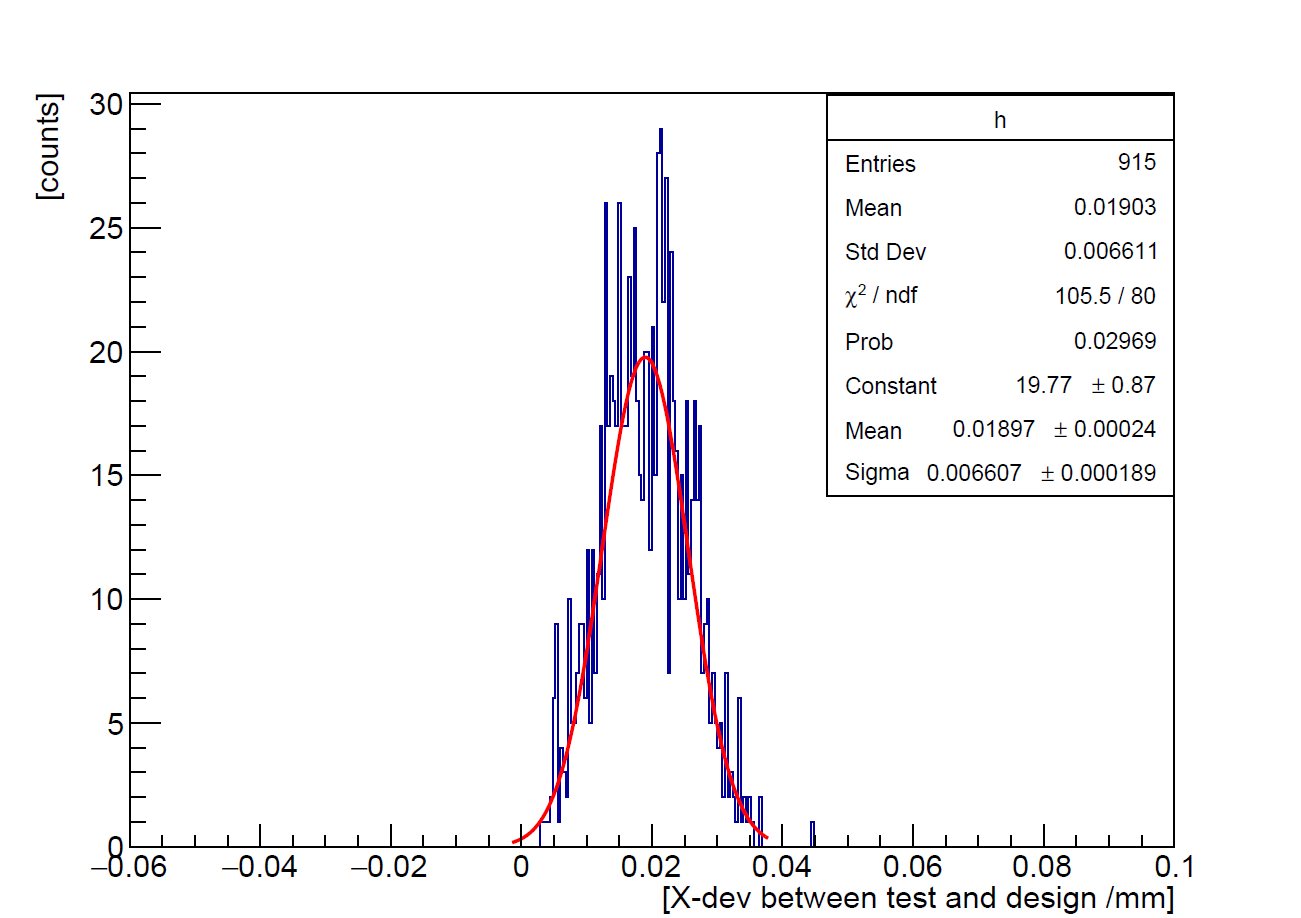 [counts]
30
25
20
15
10
5
0
−0.06 −0.04 −0.02 0 0.02 0.04 0.06 0.08 0.1
[X-dev between test and design /mm]
h
Entries 915
Mean 0.01903
Std Dev 0.006611
χ² / ndf 105.5 / 80
Prob 0.02969
Constant 19.77 ± 0.87
Mean 0.01897 ± 0.00024
Sigma 0.006607 ± 0.000189